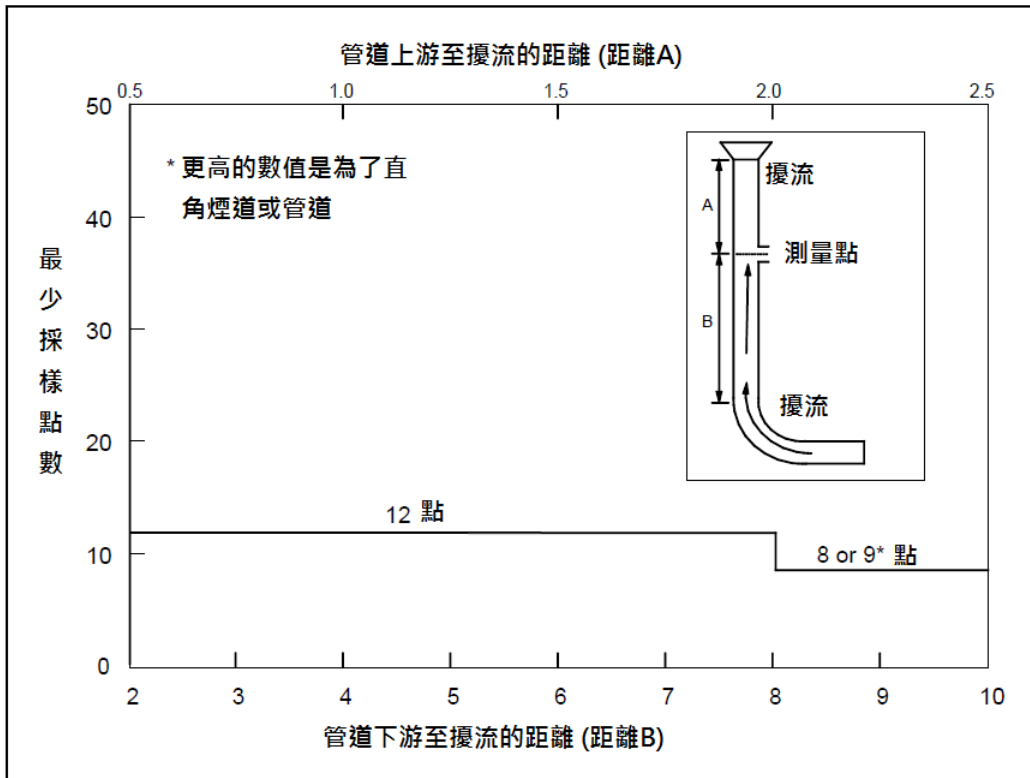 管道上游至擾流的距離 (距離A)
0.5 1.0 1.5 2.0 2.5
50
40
30
20
10
0
最少採樣點數
* 更高的數值是為了直
角煙道或管道
擾流
A
測量點
B
擾流
12 點
8 or 9* 點
2 3 4 5 6 7 8 9 10
管道下游至擾流的距離 (距離B)